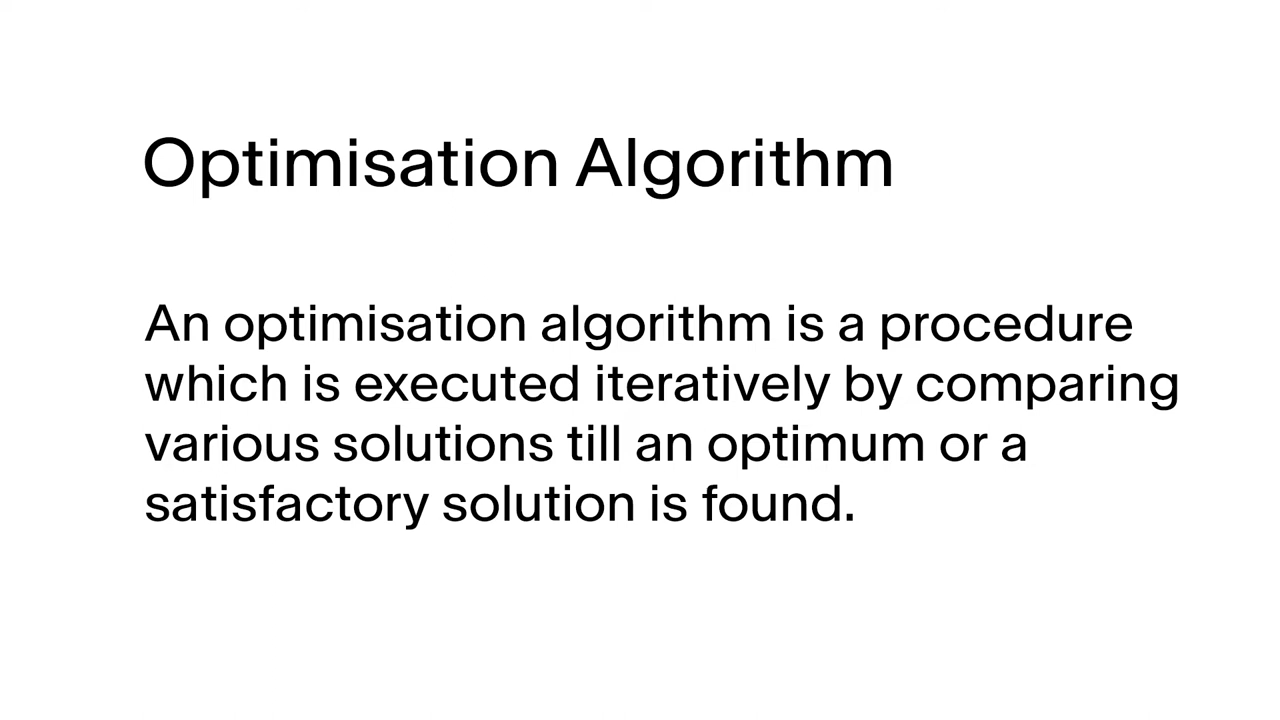 Optimisation Algorithm
An optimisation algorithm is a procedure
which is executed iteratively by comparing
various solutions till an optimum or a
satisfactory solution is found.